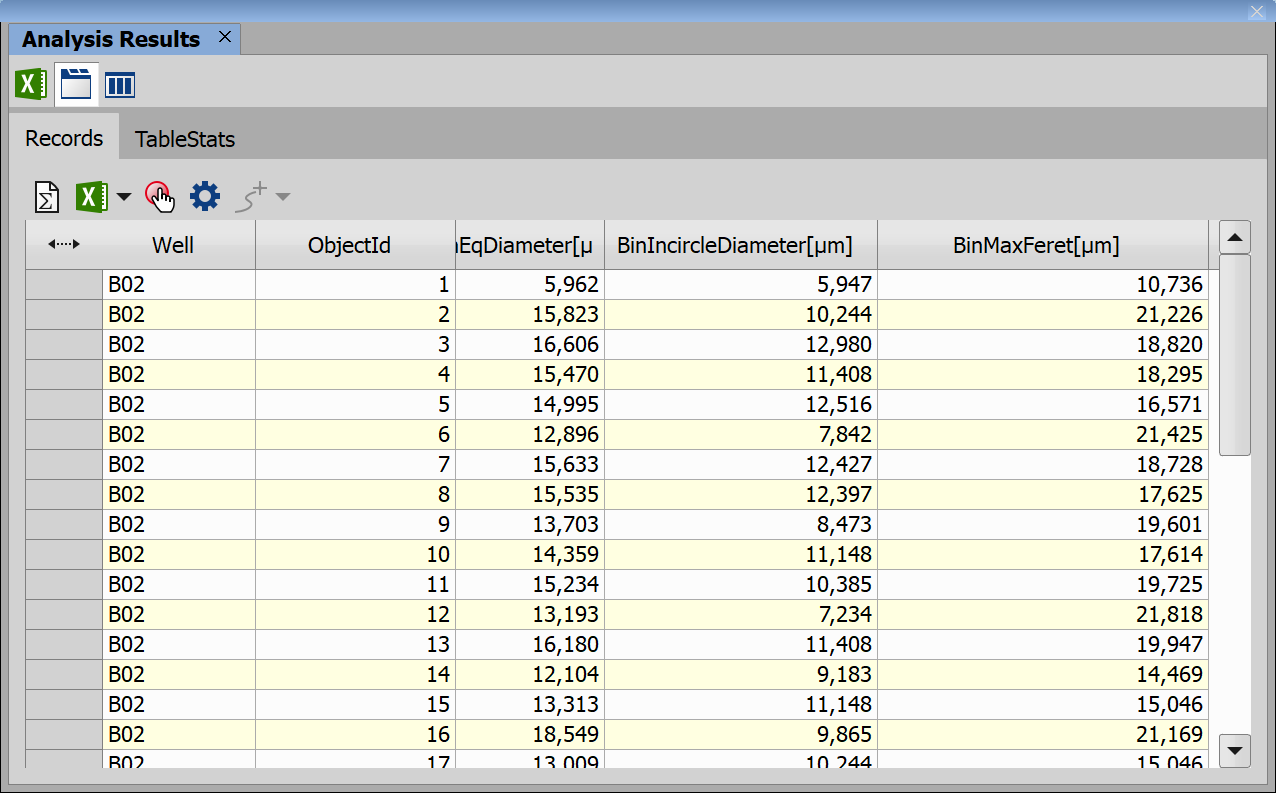 Analysis Results
Records TableStats
Well ObjectId EqDiameter[µ BinIncircleDiameter[µm] BinMaxFeret[µm]
B02 1 5,962 5,947 10,736
B02 2 15,823 10,244 21,226
B02 3 16,606 12,980 18,820
B02 4 15,470 11,408 18,295
B02 5 14,995 12,516 16,571
B02 6 12,896 7,842 21,425
B02 7 15,633 12,427 18,728
B02 8 15,535 12,397 17,625
B02 9 13,703 8,473 19,601
B02 10 14,359 11,148 17,614
B02 11 15,234 10,385 19,725
B02 12 13,193 7,234 21,818
B02 13 16,180 11,408 19,947
B02 14 12,104 9,183 14,469
B02 15 13,313 11,148 15,046
B02 16 18,549 9,865 21,169
B02 17 13,009 10,244 15,046